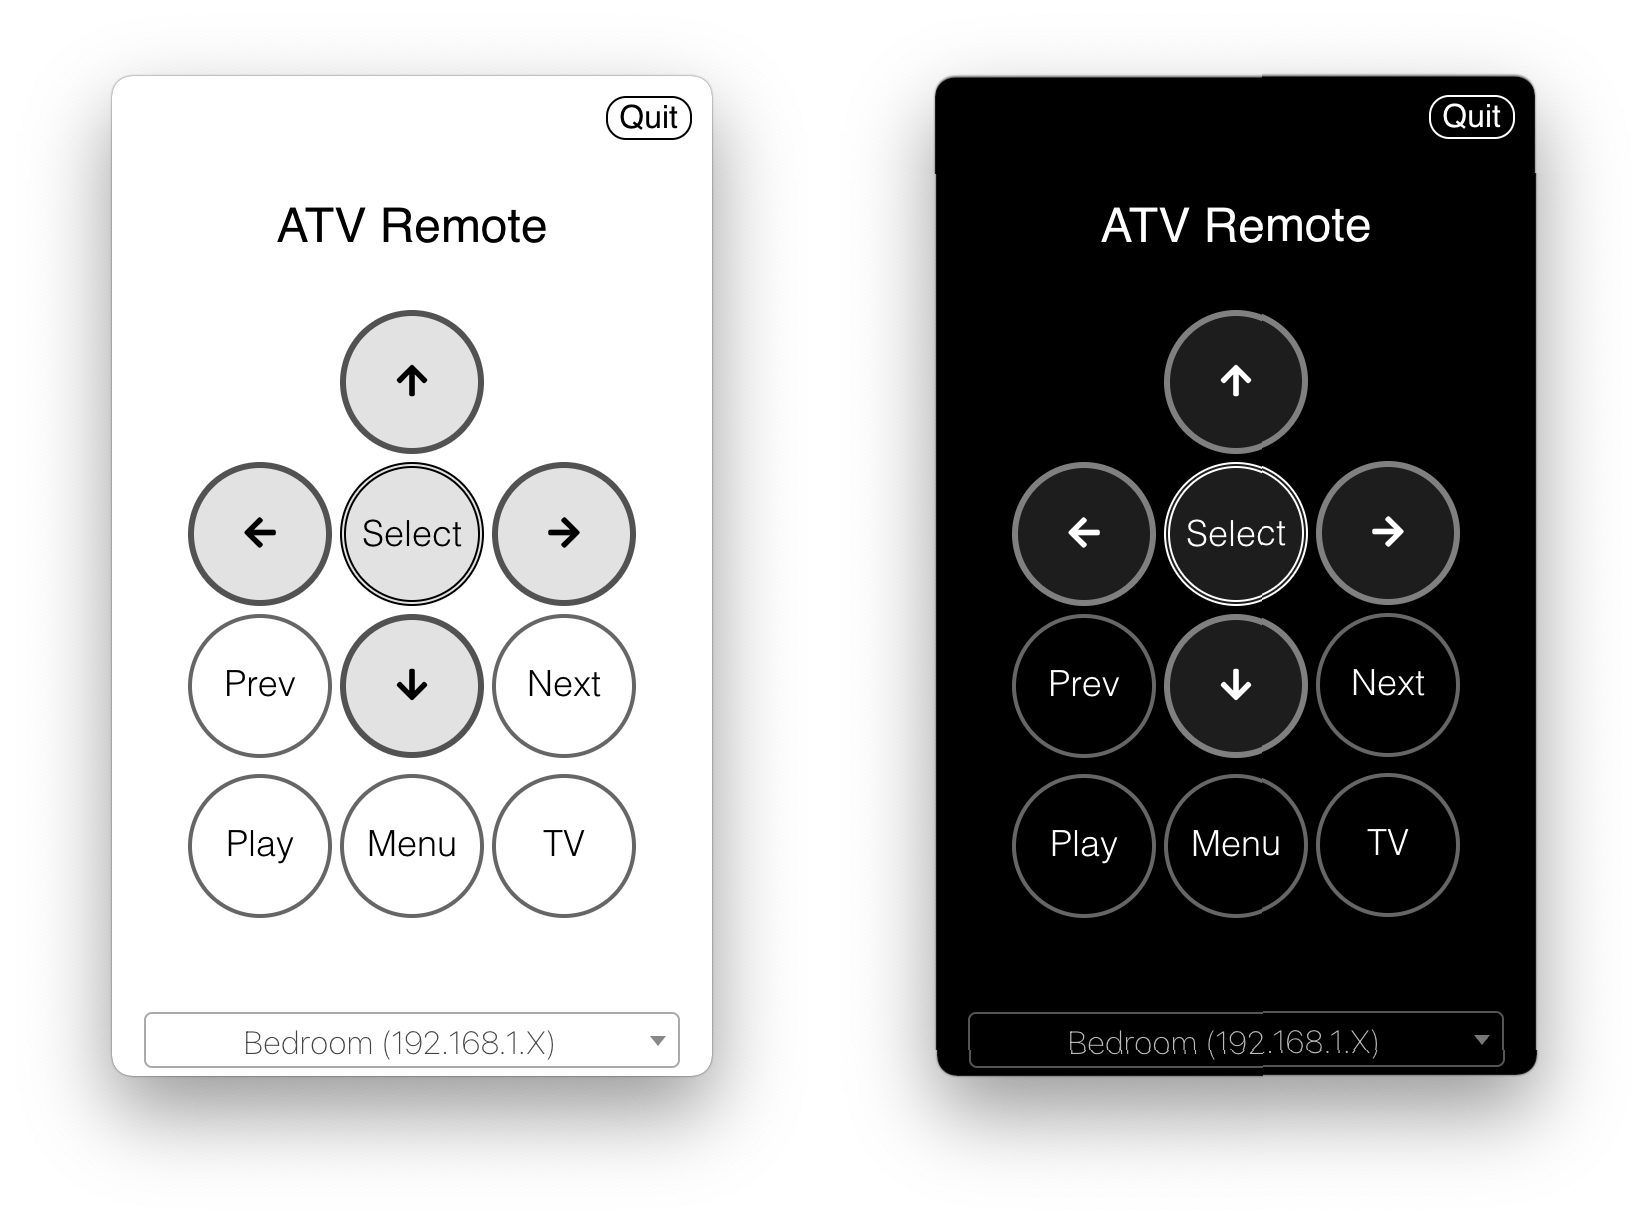 Quit
ATV Remote
↑
← Select →
Prev ↓ Next
Play Menu TV
Bedroom (192.168.1.X)
Quit
ATV Remote
↑
← Select →
Prev ↓ Next
Play Menu TV
Bedroom (192.168.1.X)